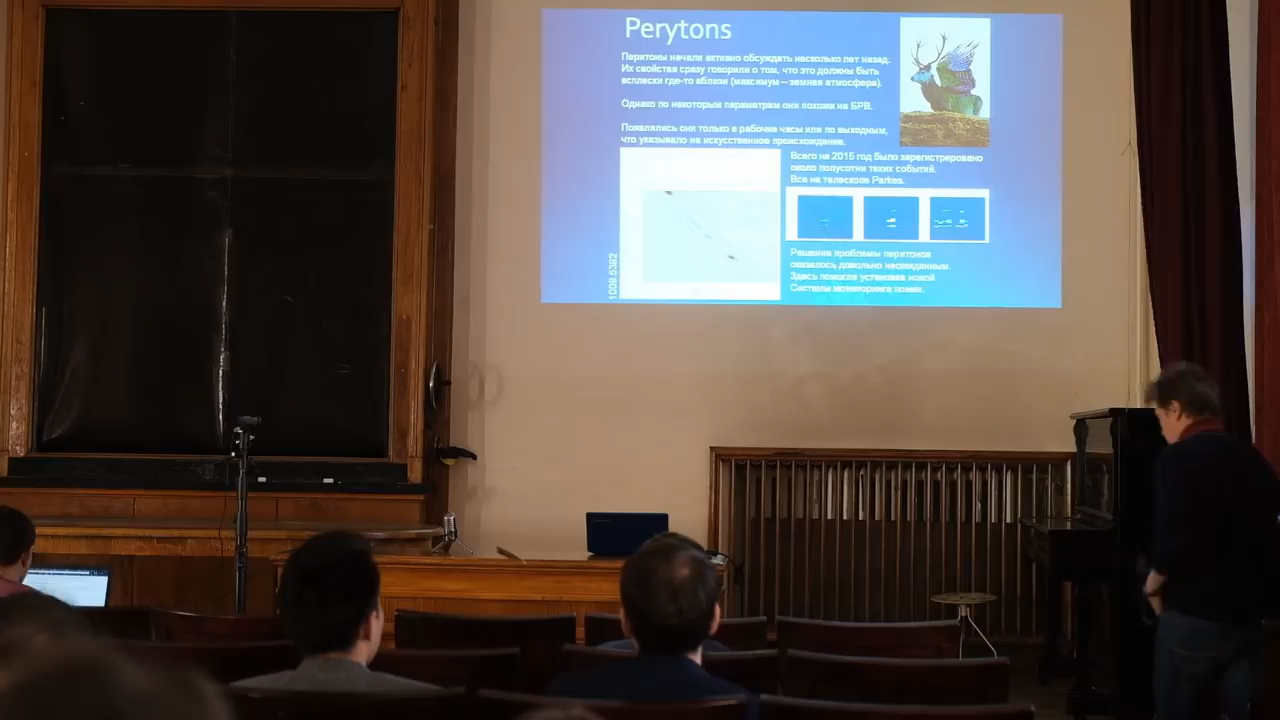 Perytons
Перитоны начали активно обсуждать несколько лет назад.
Их свойства сразу говорили о том, что это должны быть
всплески где-то вблизи (максимум – земная атмосфера).
Однако по некоторым параметрам они похожи на БРВ.
Появлялись они только в рабочие часы или по выходным,
что указывало на искусственное происхождение.
Всего на 2015 год было зарегистрировано
около полусотни таких событий.
Все на телескопе Parkes.
1009.5392
Решение проблемы перитонов
оказалось довольно неожиданным.
Здесь помогла установка новой
Системы мониторинга помех.